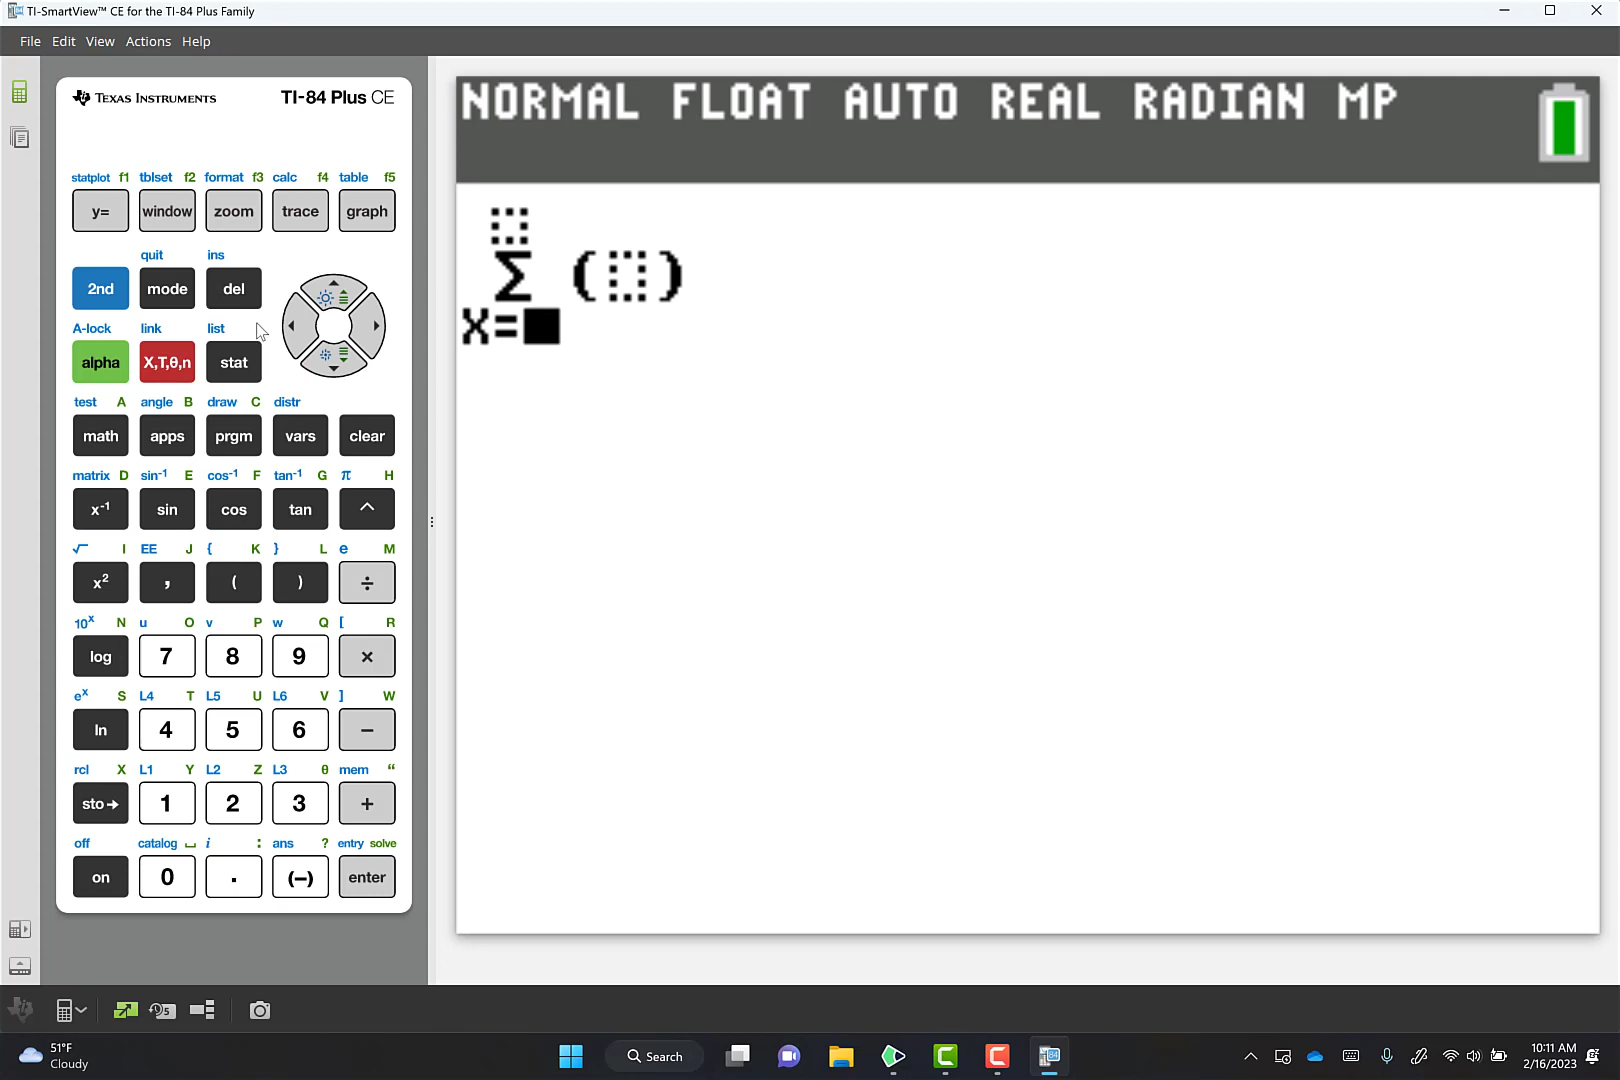 TI-SmartView™ CE for the TI-84 Plus Family
File Edit View Actions Help
TEXAS INSTRUMENTS TI-84 Plus CE
statplot f1 tblset f2 format f3 calc f4 table f5
y= window zoom trace graph
quit ins
2nd mode del
A-lock link list
alpha X,T,θ,n stat
test A angle B draw C distr
math apps prgm vars clear
matrix D sin-1 E cos-1 F tan-1 G π H
x-1 sin cos tan ^
√ I EE J { K } L e M
x2 , ( ) ÷
10x N u O v P w Q [ R
log 7 8 9 ×
ex S L4 T L5 U L6 V ] W
ln 4 5 6 −
rcl X L1 Y L2 Z L3 θ mem “
sto→ 1 2 3 +
off catalog ⎵ i : ans ? entry solve
on 0 . (−) enter
NORMAL FLOAT AUTO REAL RADIAN MP
Σ ( )
X=
5
51°F
Cloudy
Search
84
10:11 AM
2/16/2023